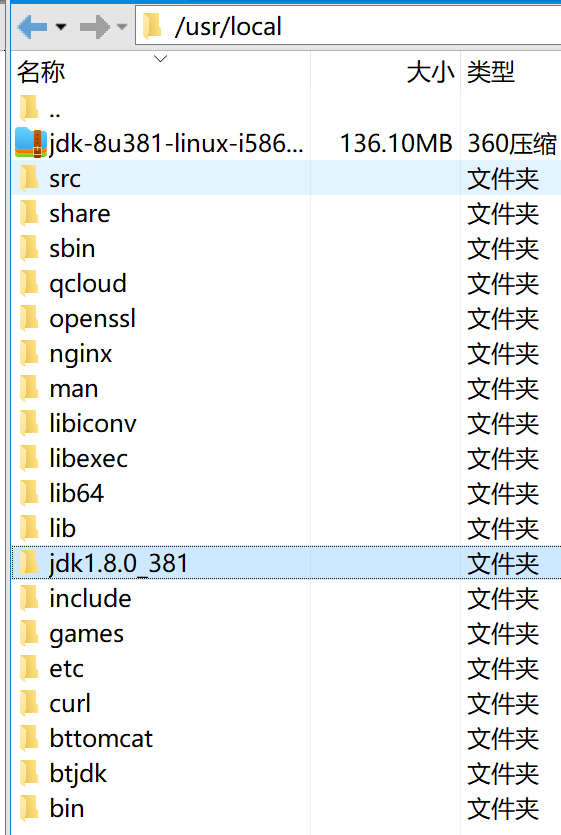 /usr/local
名称 大小 类型
..
jdk-8u381-linux-i586... 136.10MB 360压缩
src 文件夹
share 文件夹
sbin 文件夹
qcloud 文件夹
openssl 文件夹
nginx 文件夹
man 文件夹
libiconv 文件夹
libexec 文件夹
lib64 文件夹
lib 文件夹
jdk1.8.0_381 文件夹
include 文件夹
games 文件夹
etc 文件夹
curl 文件夹
bttomcat 文件夹
btjdk 文件夹
bin 文件夹